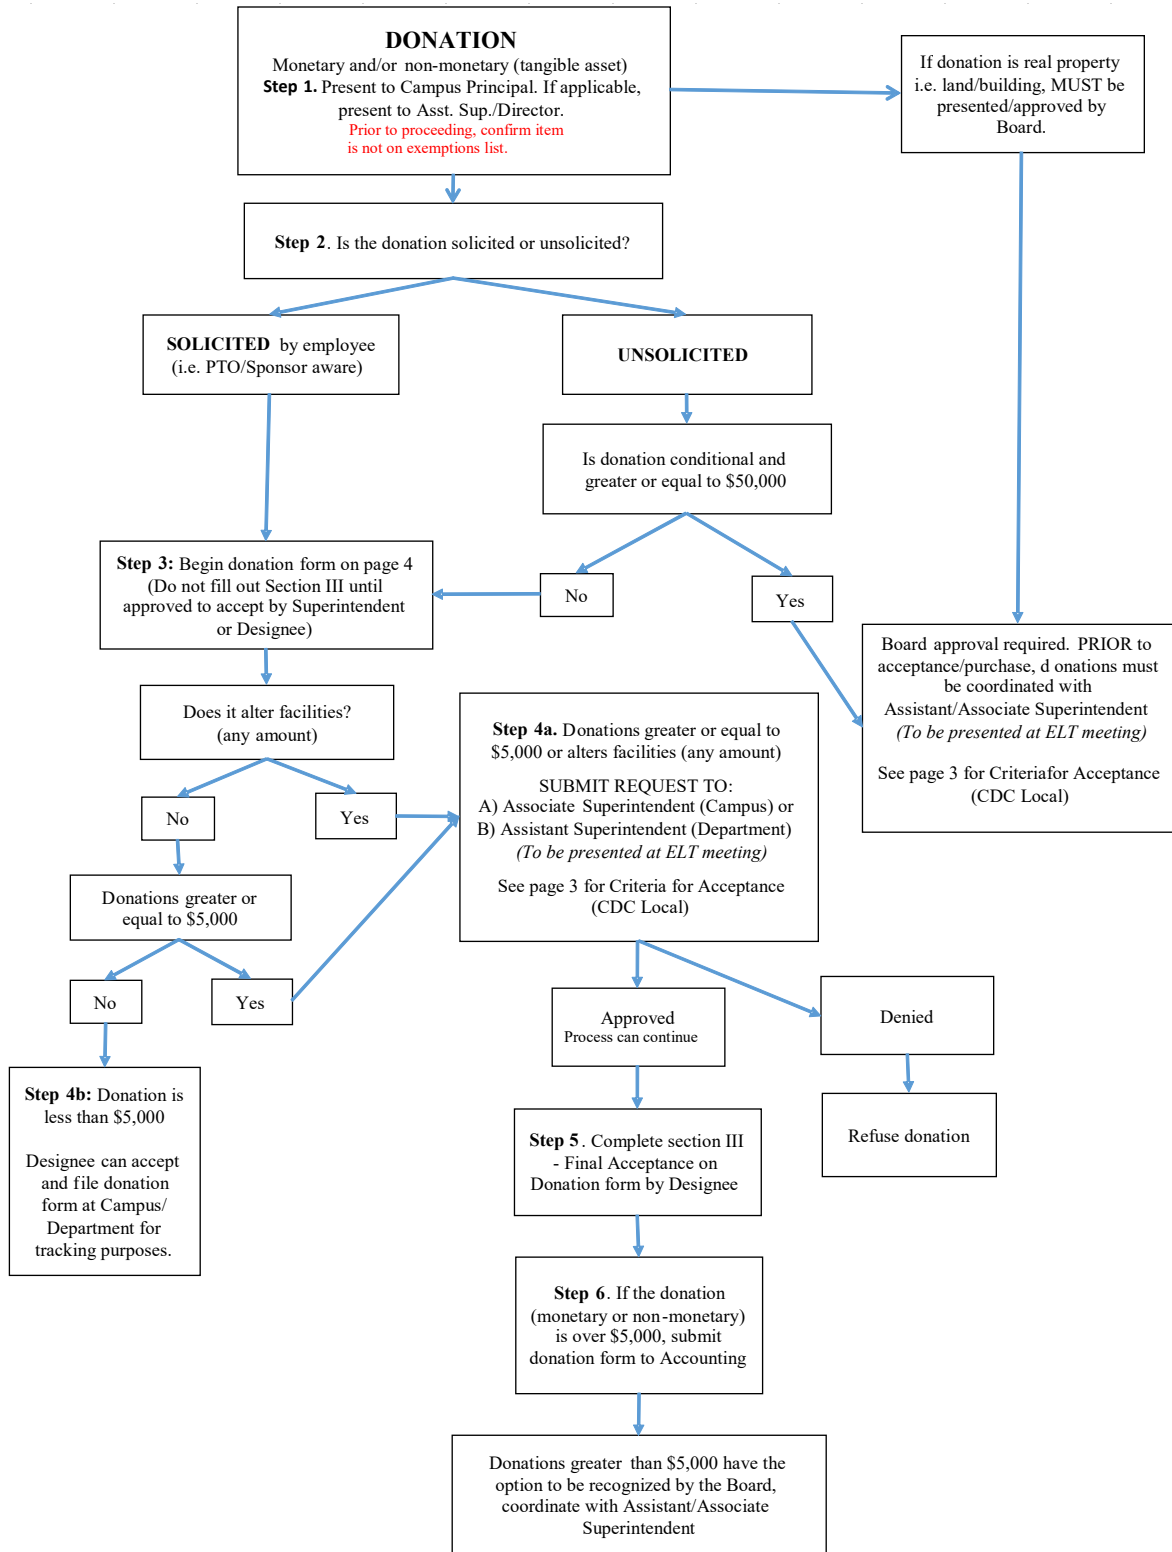 DONATION
Monetary and/or non-monetary (tangible asset)
Step 1. Present to Campus Principal. If applicable,
present to Asst. Sup./Director.
Prior to proceeding, confirm item
is not on exemptions list.
If donation is real property
i.e. land/building, MUST be
presented/approved by
Board.
Step 2. Is the donation solicited or unsolicited?
SOLICITED by employee
(i.e. PTO/Sponsor aware)
UNSOLICITED
Is donation conditional and
greater or equal to $50,000
Step 3: Begin donation form on page 4
(Do not fill out Section III until
approved to accept by Superintendent
or Designee)
No
Yes
Board approval required. PRIOR to
acceptance/purchase, d onations must
be coordinated with
Assistant/Associate Superintendent
(To be presented at ELT meeting)
See page 3 for Criteriafor Acceptance
(CDC Local)
Does it alter facilities?
(any amount)
No
Yes
Step 4a. Donations greater or equal to
$5,000 or alters facilities (any amount)
SUBMIT REQUEST TO:
A) Associate Superintendent (Campus) or
B) Assistant Superintendent (Department)
(To be presented at ELT meeting)
See page 3 for Criteria for Acceptance
(CDC Local)
Donations greater or
equal to $5,000
No
Yes
Approved
Process can continue
Denied
Step 4b: Donation is
less than $5,000
Designee can accept
and file donation
form at Campus/
Department for
tracking purposes.
Step 5. Complete section III
- Final Acceptance on
Donation form by Designee
Refuse donation
Step 6. If the donation
(monetary or non-monetary)
is over $5,000, submit
donation form to Accounting
Donations greater than $5,000 have the
option to be recognized by the Board,
coordinate with Assistant/Associate
Superintendent